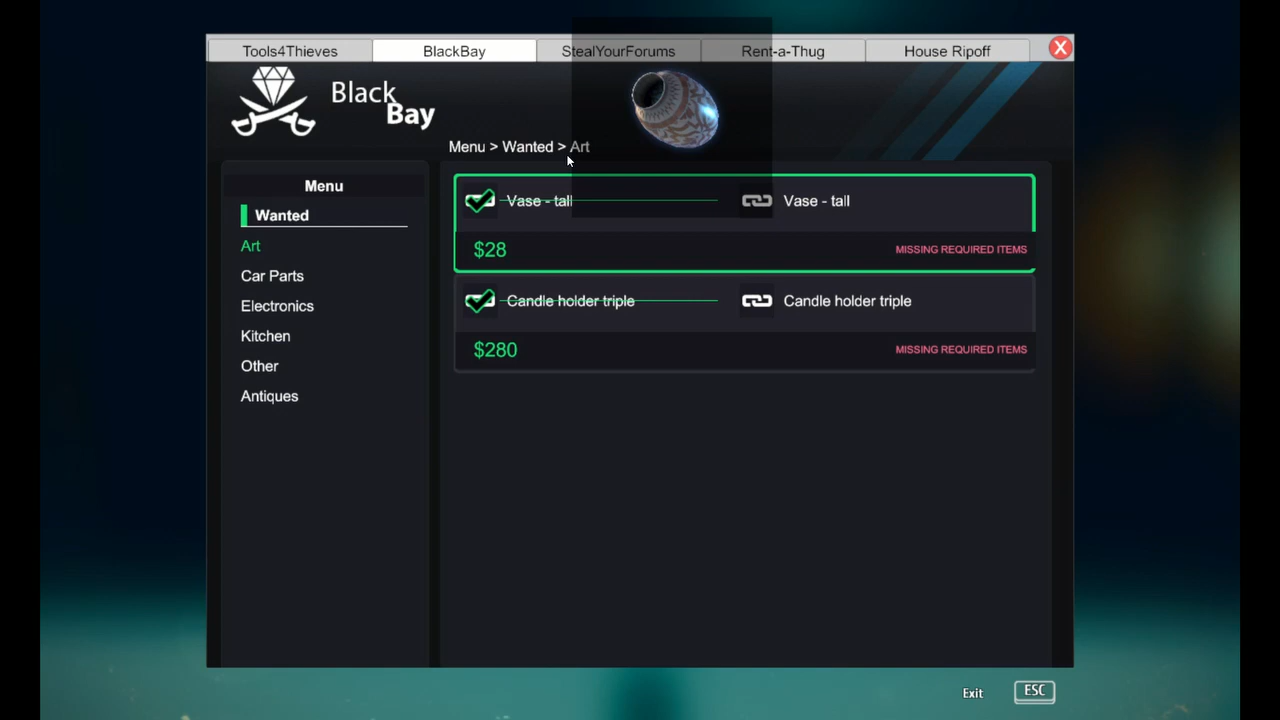 Tools4Thieves BlackBay StealYourForums Rent-a-Thug House Ripoff X
Black
Bay
Menu > Wanted > Art
Menu
Wanted
Art
Car Parts
Electronics
Kitchen
Other
Antiques
Vase - tall Vase - tall
$28 MISSING REQUIRED ITEMS
Candle holder triple Candle holder triple
$280 MISSING REQUIRED ITEMS
Exit ESC